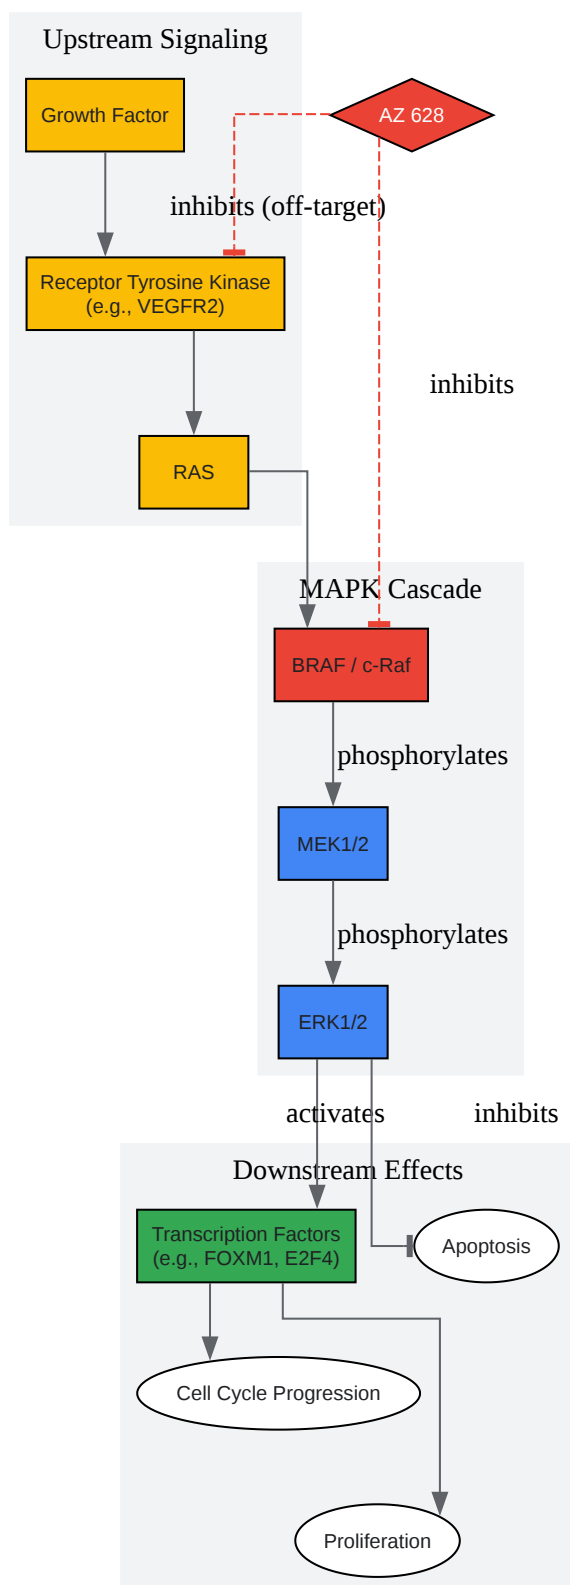 Upstream Signaling
Growth Factor
AZ 628
inhibits (off-target)
Receptor Tyrosine Kinase
(e.g., VEGFR2)
inhibits
RAS
MAPK Cascade
BRAF / c-Raf
phosphorylates
MEK1/2
phosphorylates
ERK1/2
activates
inhibits
Downstream Effects
Transcription Factors
(e.g., FOXM1, E2F4)
Apoptosis
Cell Cycle Progression
Proliferation